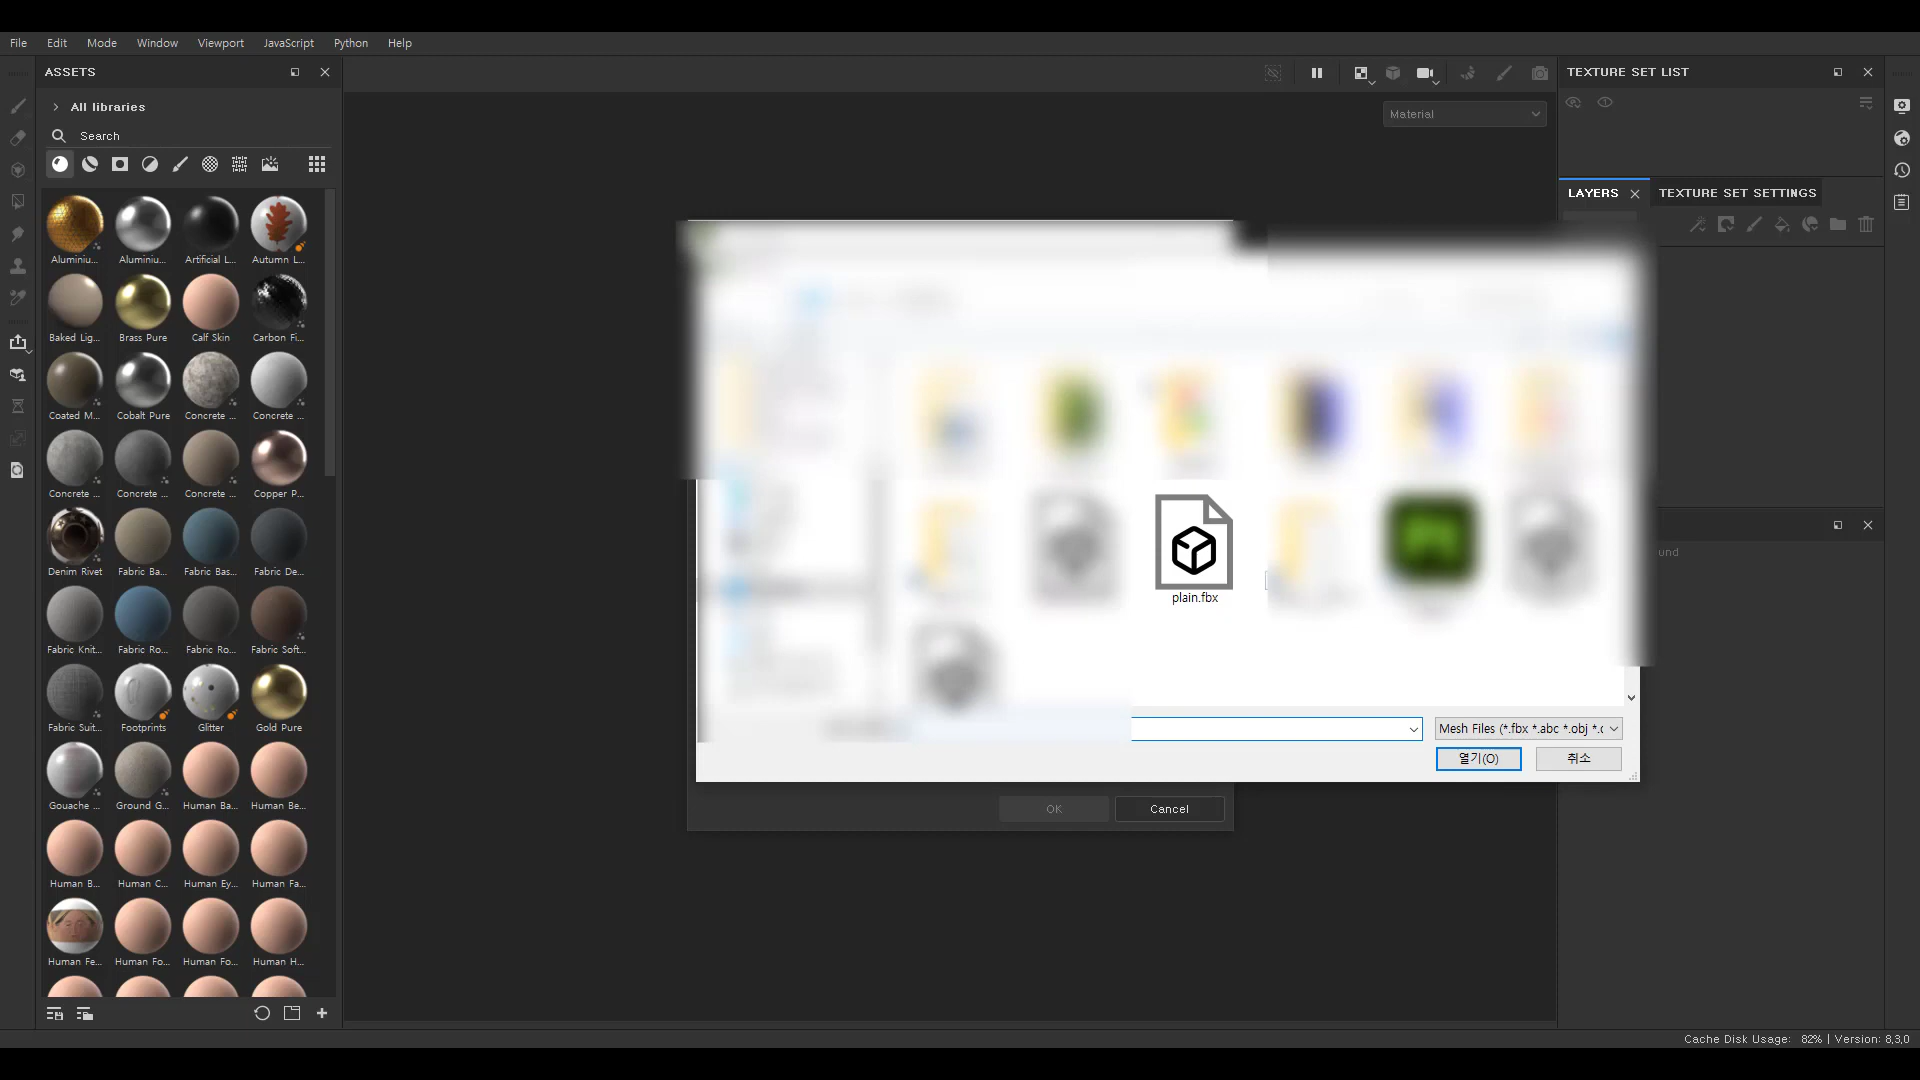 File Edit Mode Window Viewport JavaScript Python Help
ASSETS
All libraries
Search
Aluminiu... Aluminiu... Artificial L... Autumn L...
Baked Lig... Brass Pure Calf Skin Carbon Fi...
Coated M... Cobalt Pure Concrete ... Concrete ...
Concrete ... Concrete ... Concrete ... Copper P...
Denim Rivet Fabric Ba... Fabric Bas... Fabric De...
Fabric Knit... Fabric Ro... Fabric Ro... Fabric Soft...
Fabric Suit... Footprints Glitter Gold Pure
Gouache ... Ground G... Human Ba... Human Be...
Human B... Human C... Human Ey... Human Fa...
Human Fe... Human Fo... Human Fo... Human H...
Material
plain.fbx
Mesh Files (*.fbx *.abc *.obj *.c
열기(O) 취소
OK Cancel
TEXTURE SET LIST
LAYERS TEXTURE SET SETTINGS
und
Cache Disk Usage: 82% | Version: 8.3.0